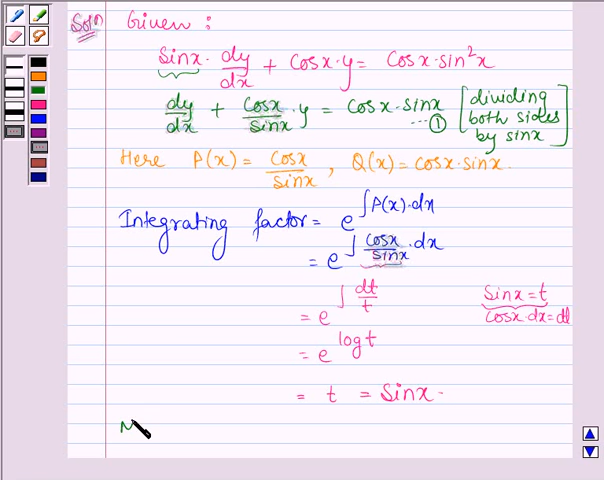 Soln Given :
Sinx · dy/dx + Cosx·y = Cosx·sin²x
dy/dx + Cosx/Sinx ·y = Cosx·sinx ...① [dividing both sides by sinx]
Here P(x) = Cosx/Sinx , Q(x) = cosx·sinx.
Integrating factor = e^∫P(x)·dx
= e^∫ cosx/sinx ·dx
= e^∫ dt/t Sinx = t
Cosx·dx = dt
= e^log t
= t = Sinx.
N